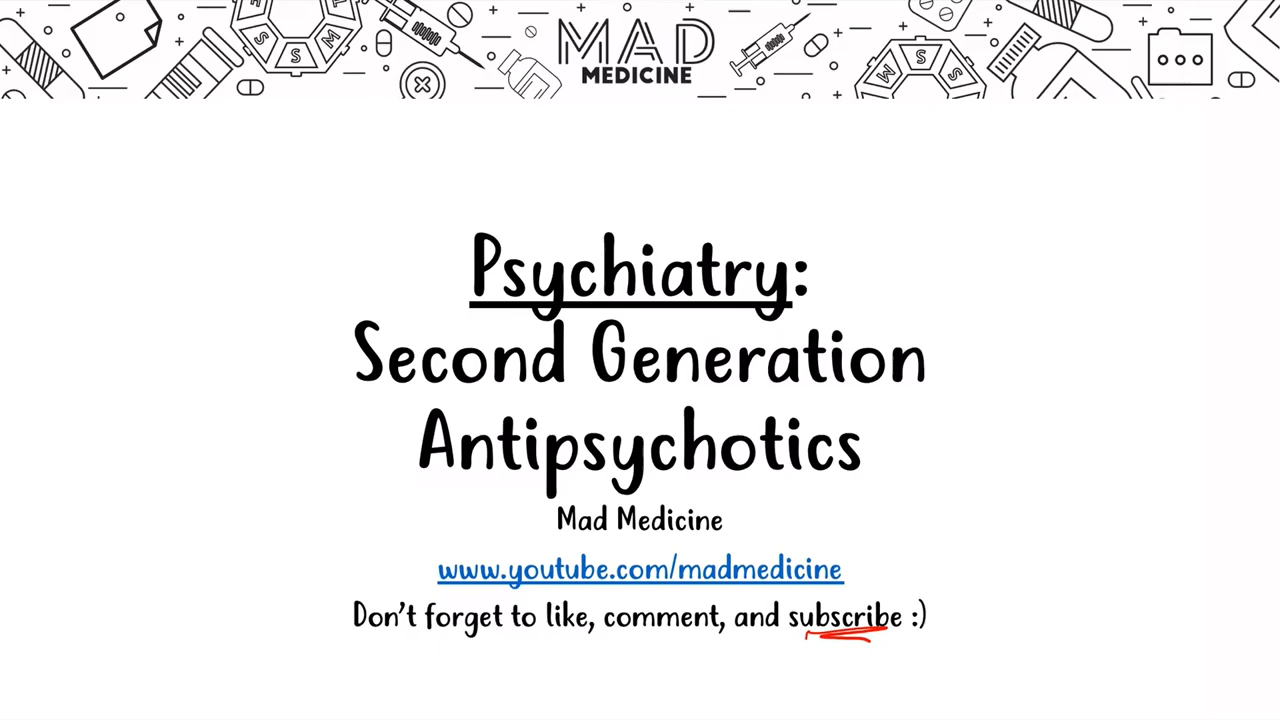 MAD
MEDICINE
Psychiatry:
Second Generation
Antipsychotics
Mad Medicine
www.youtube.com/madmedicine
Don't forget to like, comment, and subscribe :)